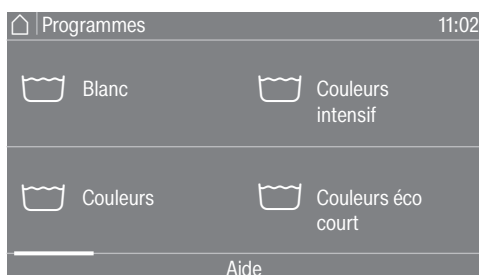 Programmes 11:02
Blanc
Couleurs
intensif
Couleurs
Couleurs éco
court
Aide